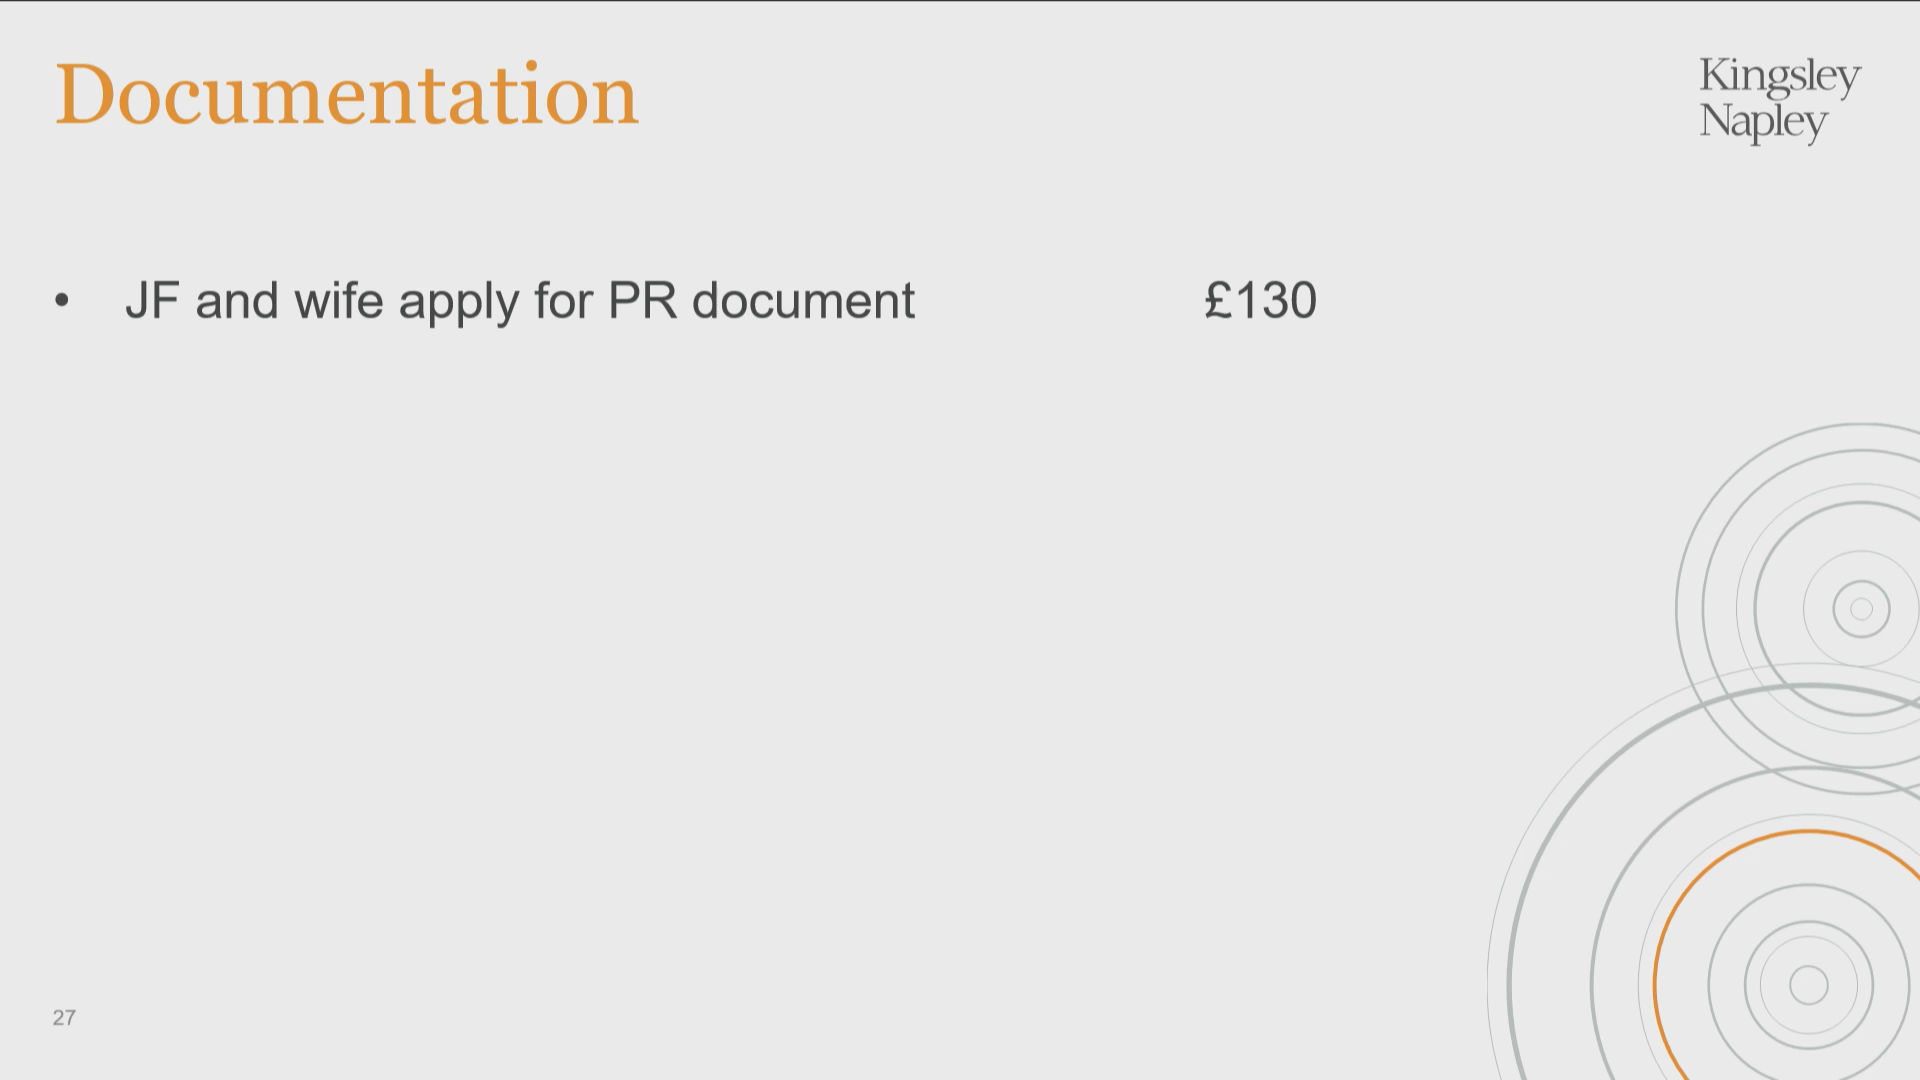 Documentation
Kingsley
Napley
• JF and wife apply for PR document £130
27